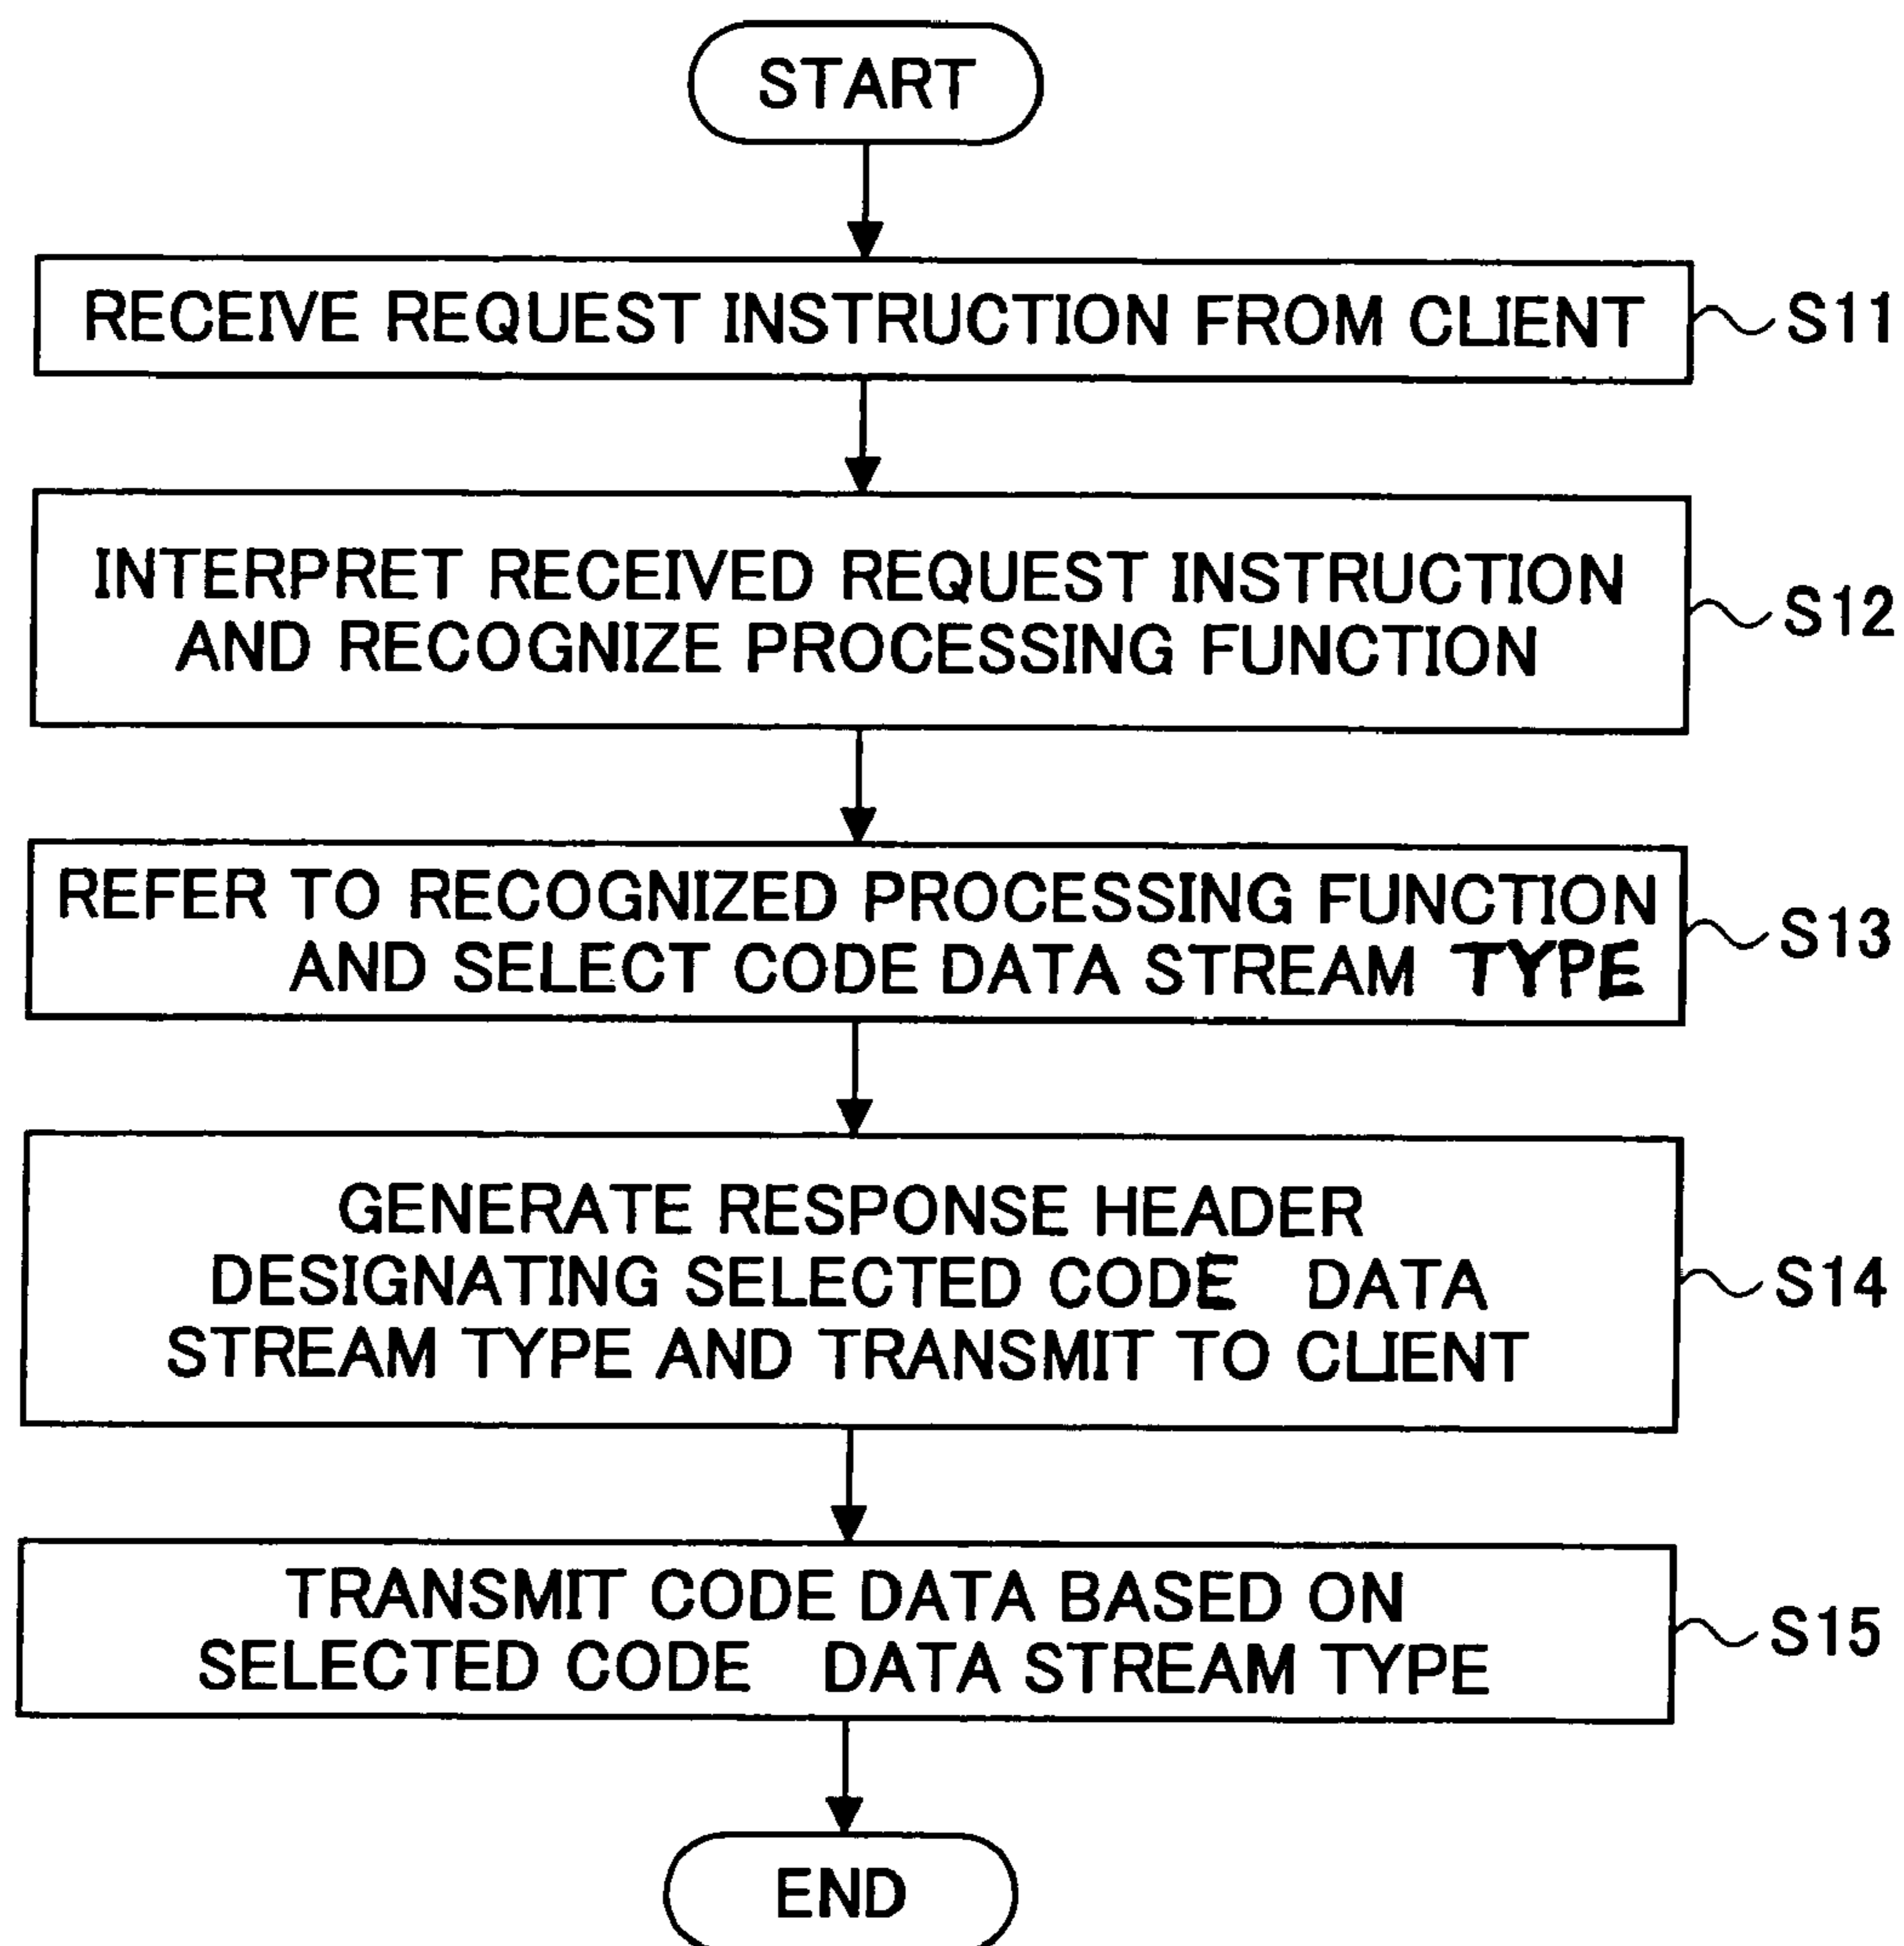 START
RECEIVE REQUEST INSTRUCTION FROM CLIENT
S11
INTERPRET RECEIVED REQUEST INSTRUCTION
AND RECOGNIZE PROCESSING FUNCTION
S12
REFER TO RECOGNIZED PROCESSING FUNCTION
AND SELECT CODE DATA STREAM TYPE
S13
GENERATE RESPONSE HEADER
DESIGNATING SELECTED CODE DATA
STREAM TYPE AND TRANSMIT TO CLIENT
S14
TRANSMIT CODE DATA BASED ON
SELECTED CODE DATA STREAM TYPE
S15
END